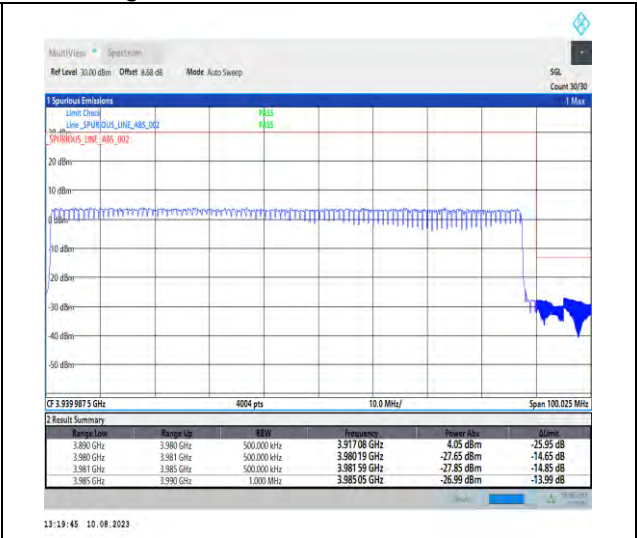 MultiView Spectrum
Ref Level 30.00 dBm Offset 8.68 dB Mode Auto Sweep SGL
Count 30/30
1 Spurious Emissions 1 Max
Limit Check PASS
Line _SPURIOUS_LINE_ABS_002 PASS
_SPURIOUS_LINE_ABS_002
20 dBm
10 dBm
0 dBm
-10 dBm
-20 dBm
-30 dBm
-40 dBm
-50 dBm
CF 3.939 987 5 GHz 4004 pts 10.0 MHz/ Span 100.025 MHz
2 Result Summary
Range Low Range Up RBW Frequency Power Abs ΔLimit
3.890 GHz 3.980 GHz 500.000 kHz 3.917 08 GHz 4.05 dBm -25.95 dB
3.980 GHz 3.981 GHz 500.000 kHz 3.980 19 GHz -27.65 dBm -14.65 dB
3.981 GHz 3.985 GHz 500.000 kHz 3.981 59 GHz -27.85 dBm -14.85 dB
3.985 GHz 3.990 GHz 1.000 MHz 3.985 05 GHz -26.99 dBm -13.99 dB
13:19:45 10.08.2023